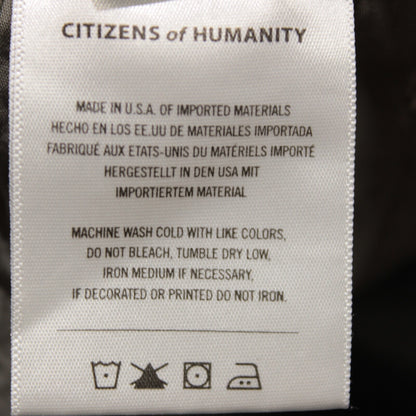 CITIZENS of HUMANITY
MADE IN U.S.A. OF IMPORTED MATERIALS
HECHO EN LOS EE.UU DE MATERIALES IMPORTADA
FABRIQUÉ AUX ETATS-UNIS DU MATÉRIELS IMPORTÉ
HERGESTELLT IN DEN USA MIT
IMPORTIERTEM MATERIAL
MACHINE WASH COLD WITH LIKE COLORS,
DO NOT BLEACH, TUMBLE DRY LOW,
IRON MEDIUM IF NECESSARY,
IF DECORATED OR PRINTED DO NOT IRON.